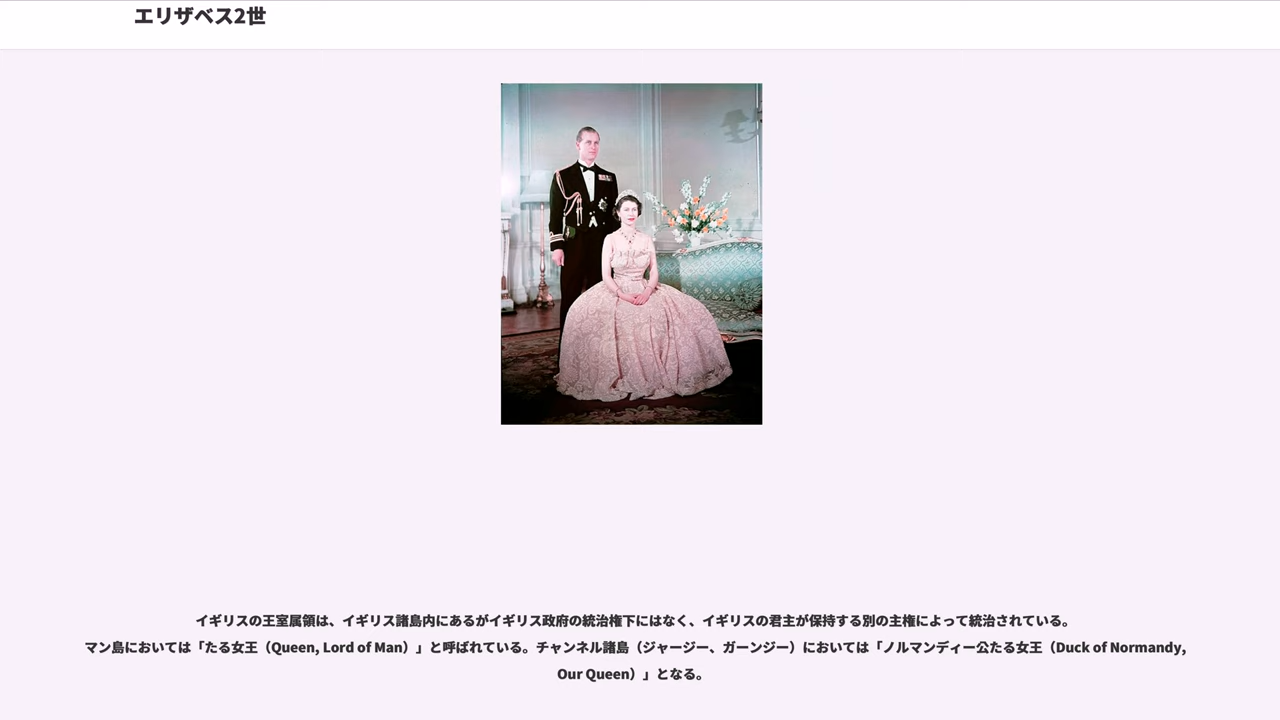 エリザベス2世
イギリスの王室属領は、イギリス諸島内にあるがイギリス政府の統治権下にはなく、イギリスの君主が保持する別の主権によって統治されている。
マン島においては「たる女王（Queen, Lord of Man）」と呼ばれている。チャンネル諸島（ジャージー、ガーンジー）においては「ノルマンディー公たる女王（Duck of Normandy,
Our Queen）」となる。